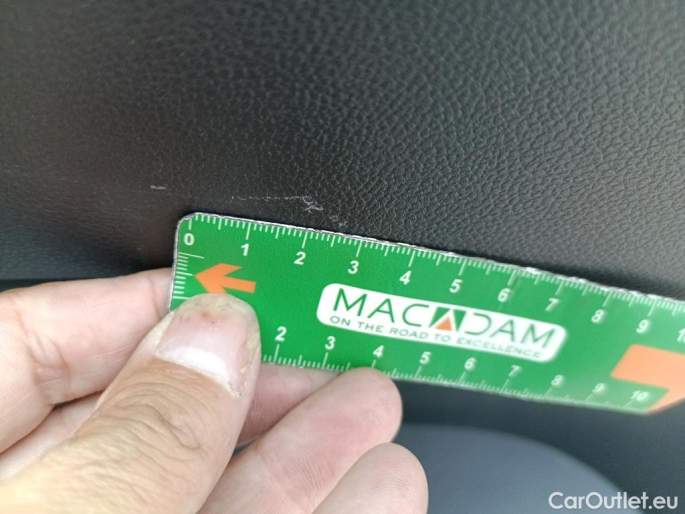 0 1 2 3 4 5 6 7 8 9 10
MACADAM
ON THE ROAD TO EXCELLENCE
2 3 4 5 6 7 8 9 10
CarOutlet.eu